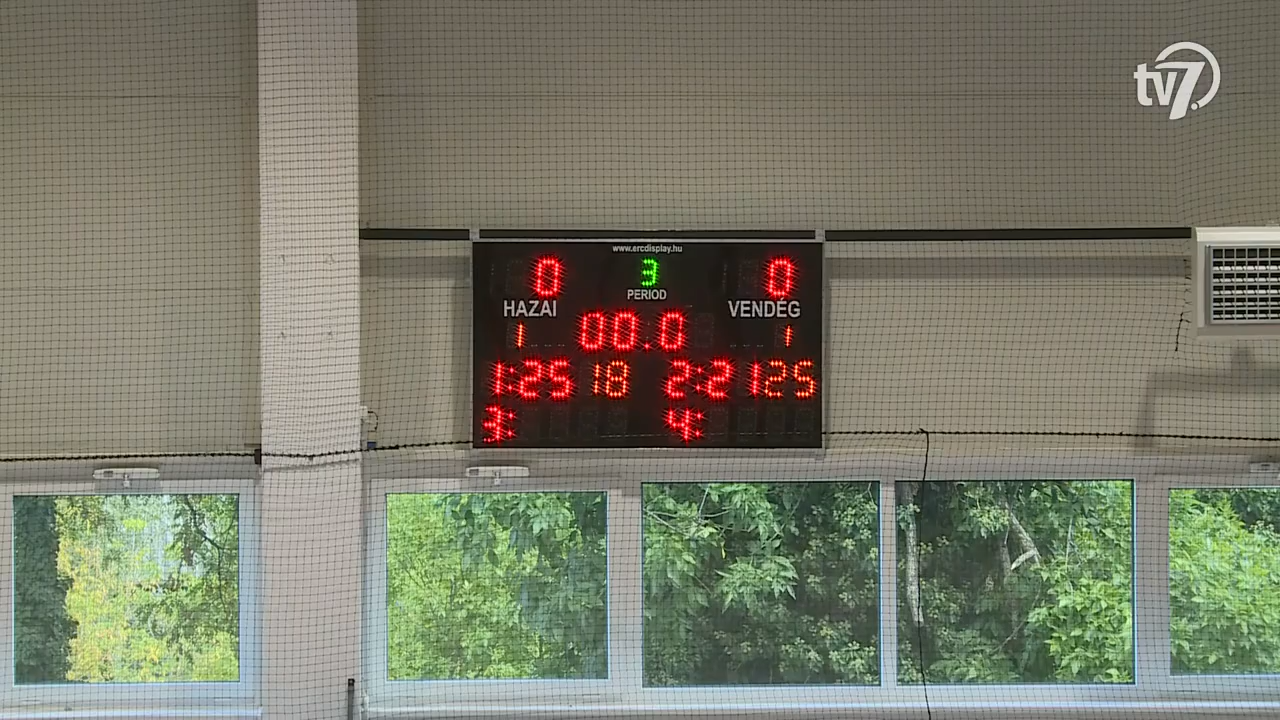 tv7
www.ercdisplay.hu
0 3 0
PERIOD
HAZAI VENDÉG
1 00:0 1
1:25 18 2:21 25
3: 4: